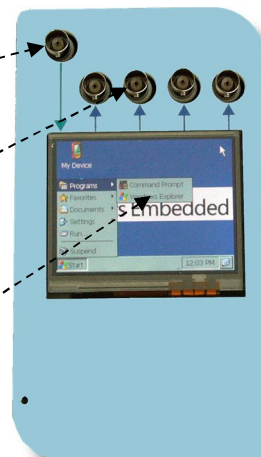 My Device
Programs
Command Prompt
Favorites
Windows Explorer
Documents
s Embedded
Settings
Run...
Suspend
Start
12:03 PM